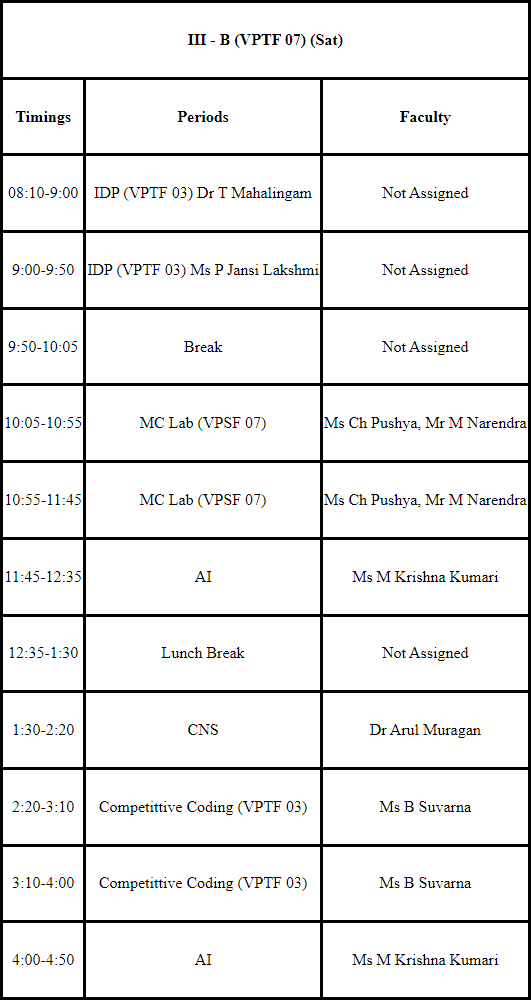 III - B (VPTF 07) (Sat)
Timings Periods Faculty
08:10-9:00 IDP (VPTF 03) Dr T Mahalingam Not Assigned
9:00-9:50 IDP (VPTF 03) Ms P Jansi Lakshmi Not Assigned
9:50-10:05 Break Not Assigned
10:05-10:55 MC Lab (VPSF 07) Ms Ch Pushya, Mr M Narendra
10:55-11:45 MC Lab (VPSF 07) Ms Ch Pushya, Mr M Narendra
11:45-12:35 AI Ms M Krishna Kumari
12:35-1:30 Lunch Break Not Assigned
1:30-2:20 CNS Dr Arul Muragan
2:20-3:10 Competittive Coding (VPTF 03) Ms B Suvarna
3:10-4:00 Competittive Coding (VPTF 03) Ms B Suvarna
4:00-4:50 AI Ms M Krishna Kumari